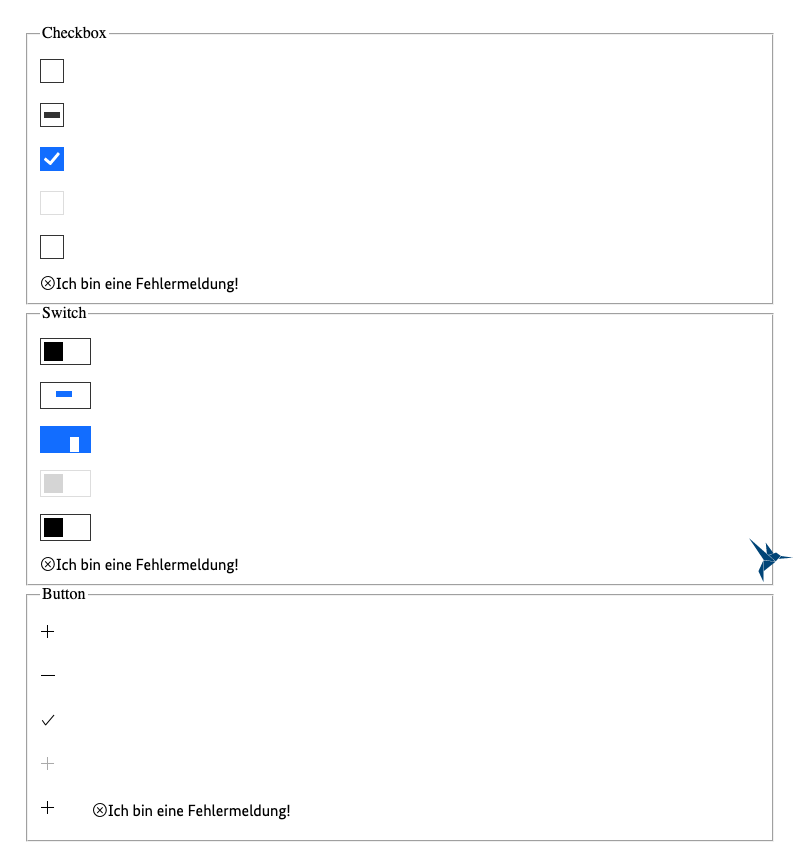 Checkbox
Ich bin eine Fehlermeldung!
Switch
Ich bin eine Fehlermeldung!
Button
Ich bin eine Fehlermeldung!